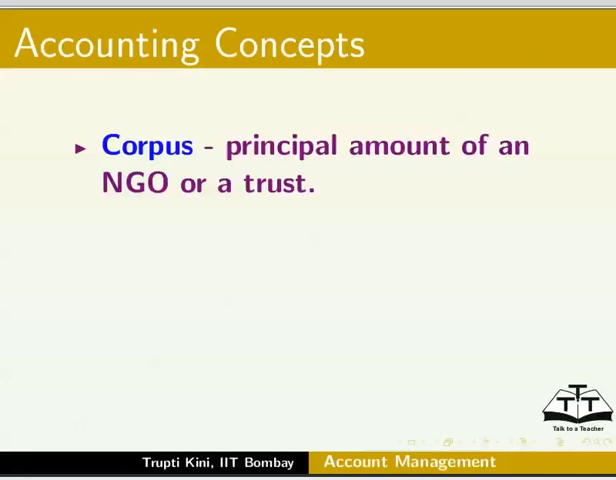 Accounting Concepts
Corpus - principal amount of an
NGO or a trust.
T
T T
Talk to a Teacher
Trupti Kini, IIT Bombay
Account Management